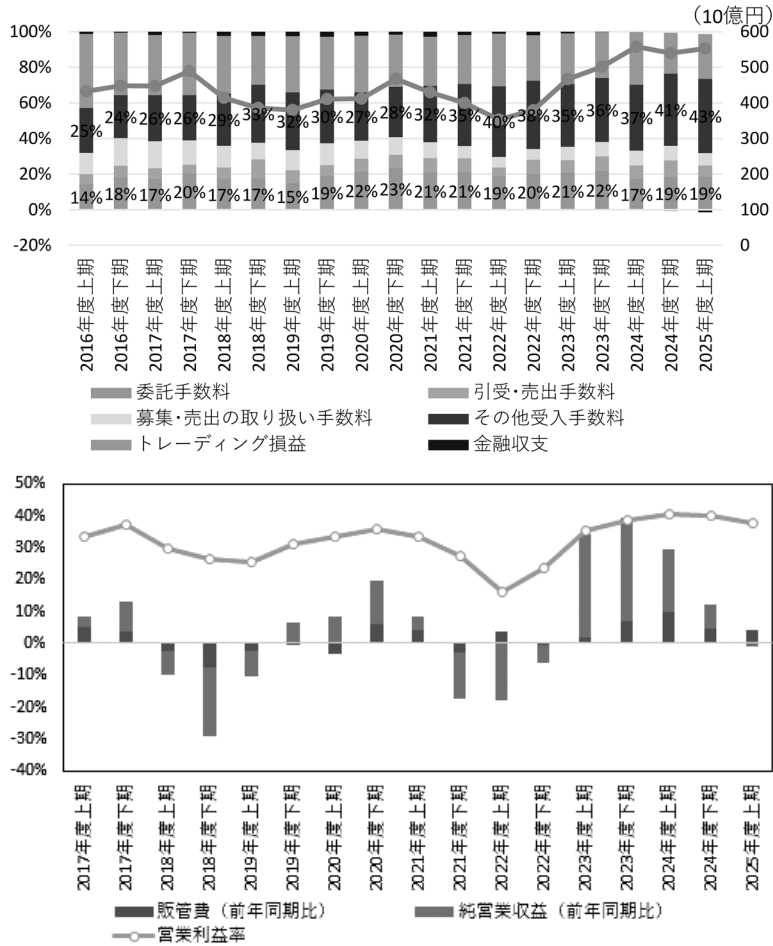 （10億円）
100% 600
80% 500
60% 400
40% 300
20% 200
0% 100
-20% 0
25% 24% 26% 26% 29% 33% 32% 30% 27% 28% 32% 35% 40% 38% 35% 36% 37% 41% 43%
14% 18% 17% 20% 17% 17% 15% 19% 22% 23% 21% 21% 19% 20% 21% 22% 17% 19% 19%
2016年度上期
2016年度下期
2017年度上期
2017年度下期
2018年度上期
2018年度下期
2019年度上期
2019年度下期
2020年度上期
2020年度下期
2021年度上期
2021年度下期
2022年度上期
2022年度下期
2023年度上期
2023年度下期
2024年度上期
2024年度下期
2025年度上期
委託手数料 引受・売出手数料
募集・売出の取り扱い手数料 その他受入手数料
トレーディング損益 金融収支
50%
40%
30%
20%
10%
0%
-10%
-20%
-30%
-40%
2017年度上期
2017年度下期
2018年度上期
2018年度下期
2019年度上期
2019年度下期
2020年度上期
2020年度下期
2021年度上期
2021年度下期
2022年度上期
2022年度下期
2023年度上期
2023年度下期
2024年度上期
2024年度下期
2025年度上期
販管費（前年同期比） 純営業収益（前年同期比）
営業利益率